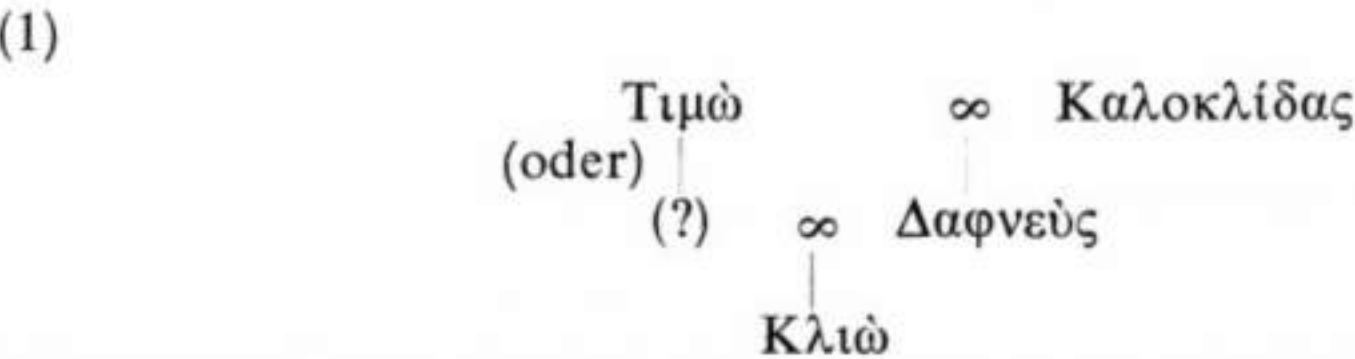 (1)
Τιμὼ ∞ Καλοκλίδας
(oder)
(?) ∞ Δαφνεὺς
Κλιὼ